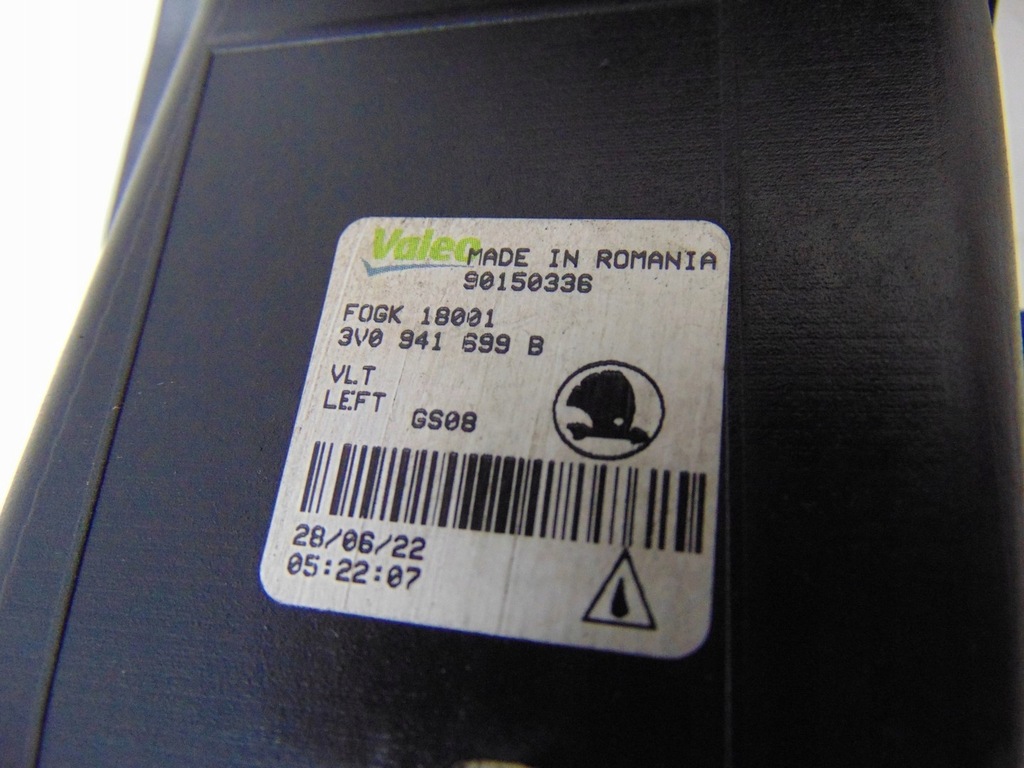 Valeo MADE IN ROMANIA
90150336
FOGK 18001
3V0 941 699 B
VLT
LEFT
GS08
28/06/22
05:22:07